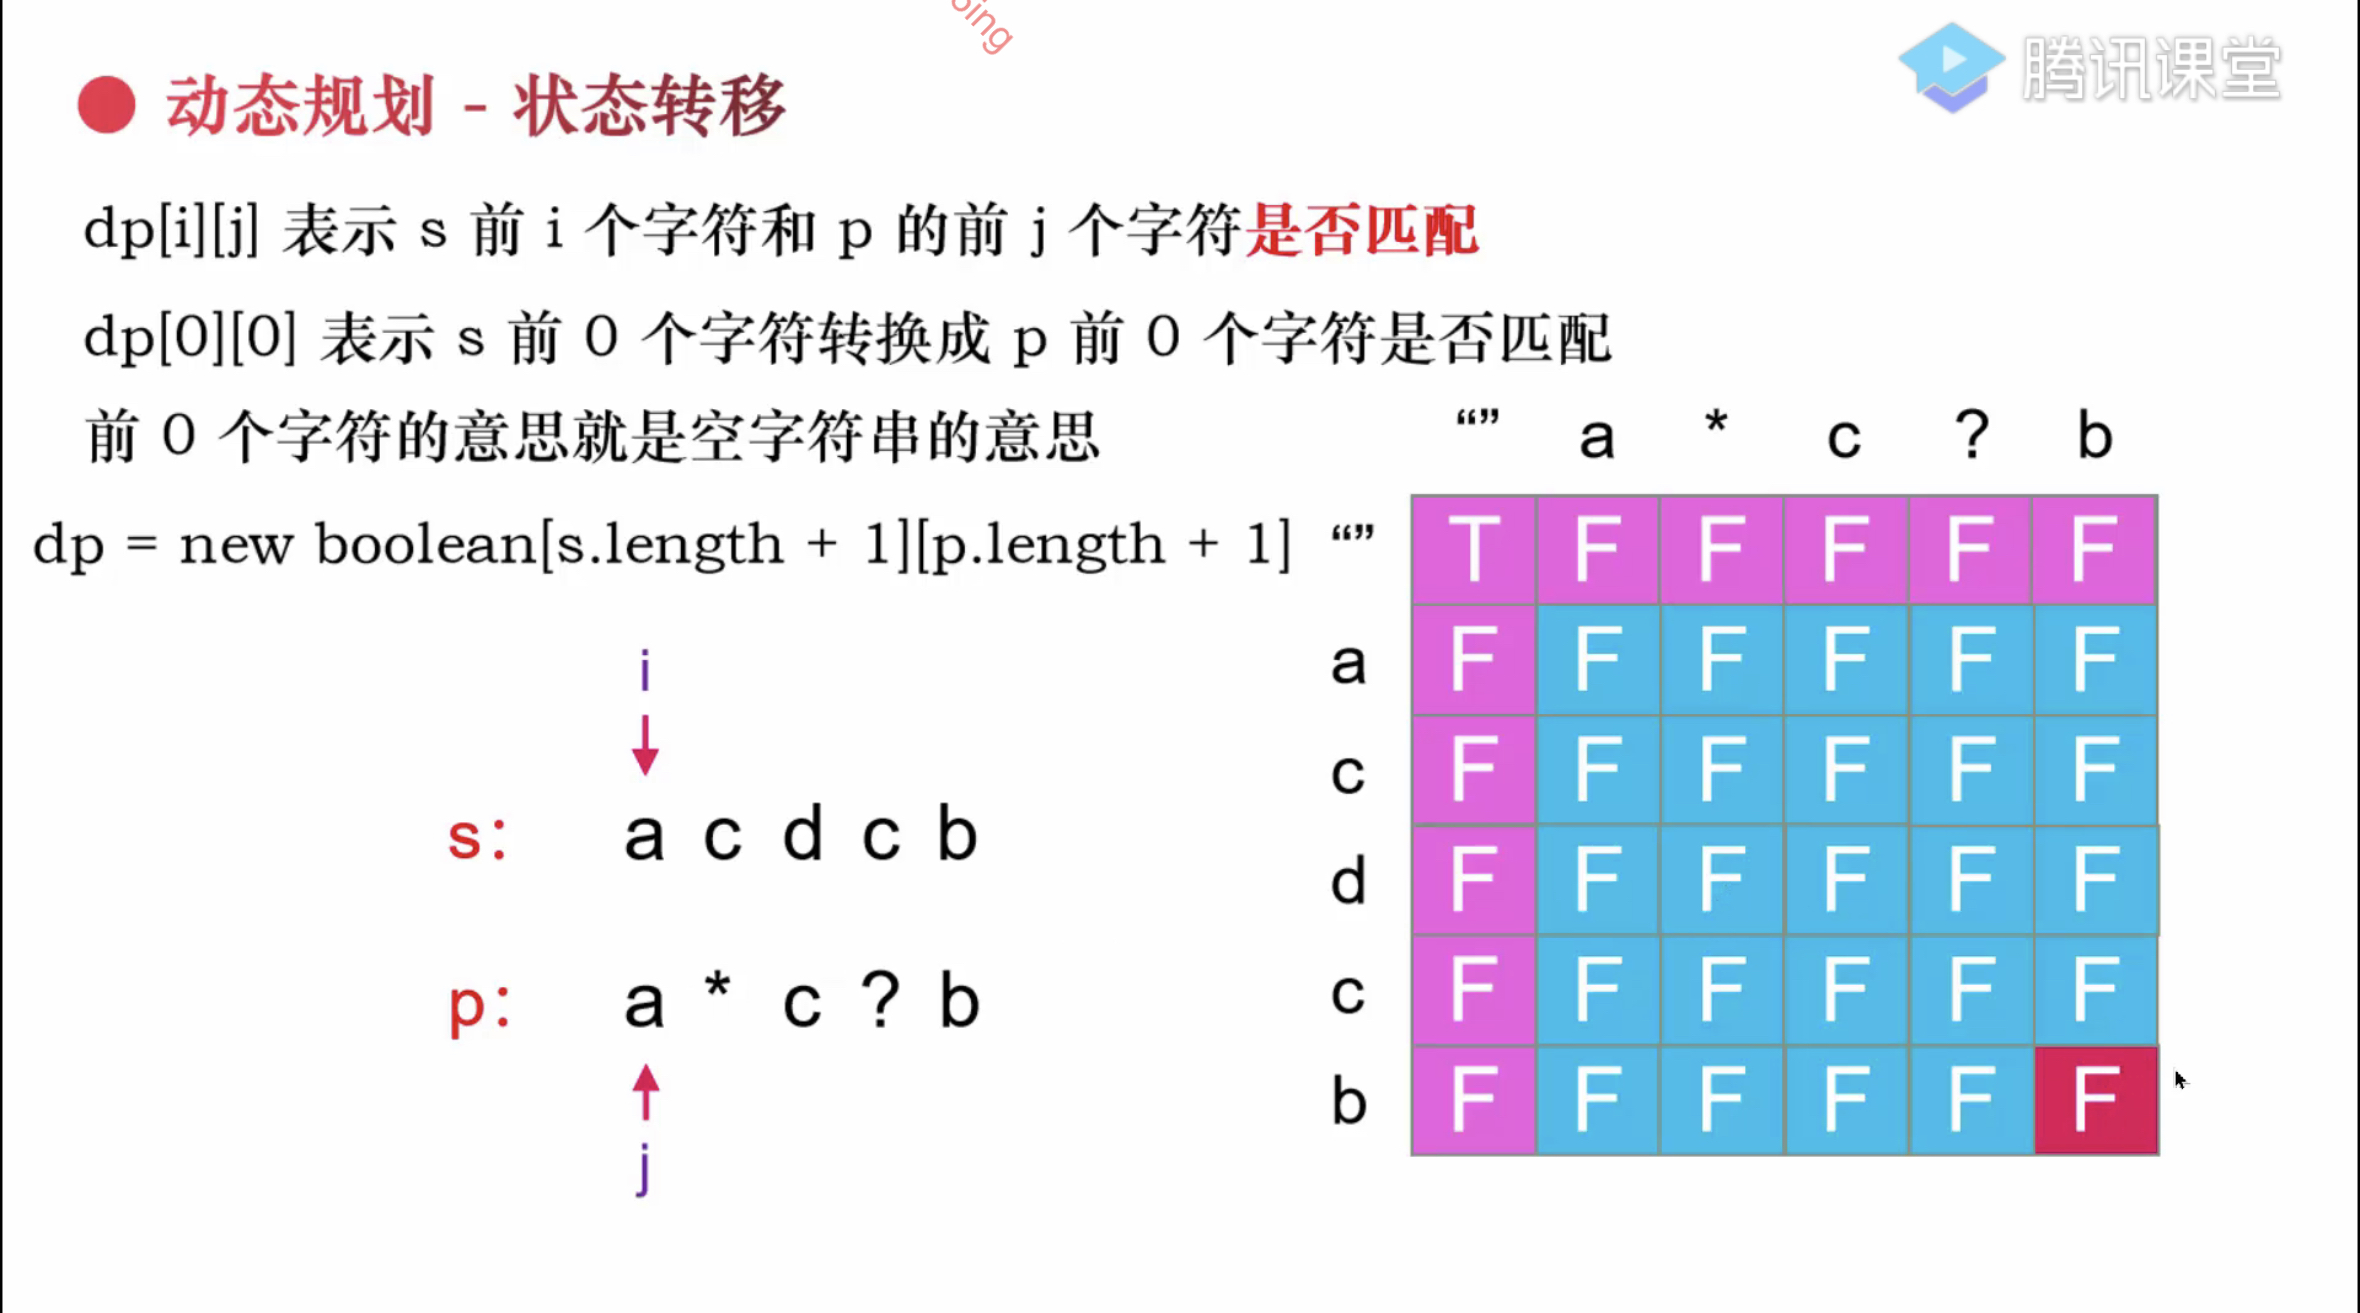 腾讯课堂
动态规划 - 状态转移
dp[i][j] 表示 s 前 i 个字符和 p 的前 j 个字符是否匹配
dp[0][0] 表示 s 前 0 个字符转换成 p 前 0 个字符是否匹配
前 0 个字符的意思就是空字符串的意思
dp = new boolean[s.length + 1][p.length + 1]
i
s: a c d c b
p: a * c ? b
j
“” a * c ? b
“” T F F F F F
a F F F F F F
c F F F F F F
d F F F F F F
c F F F F F F
b F F F F F F